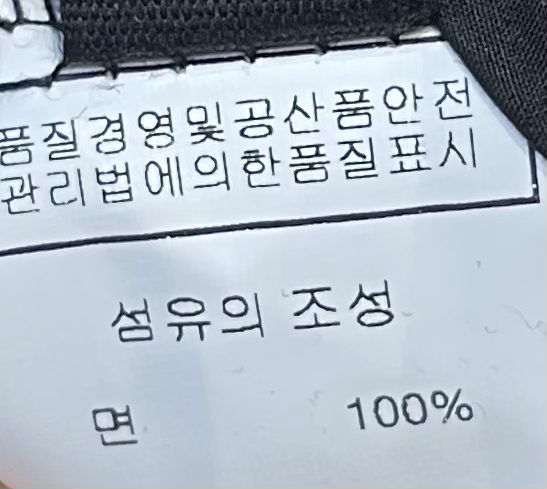 품질경영및공산품안전
관리법에의한품질표시
섬유의 조성
면 100%